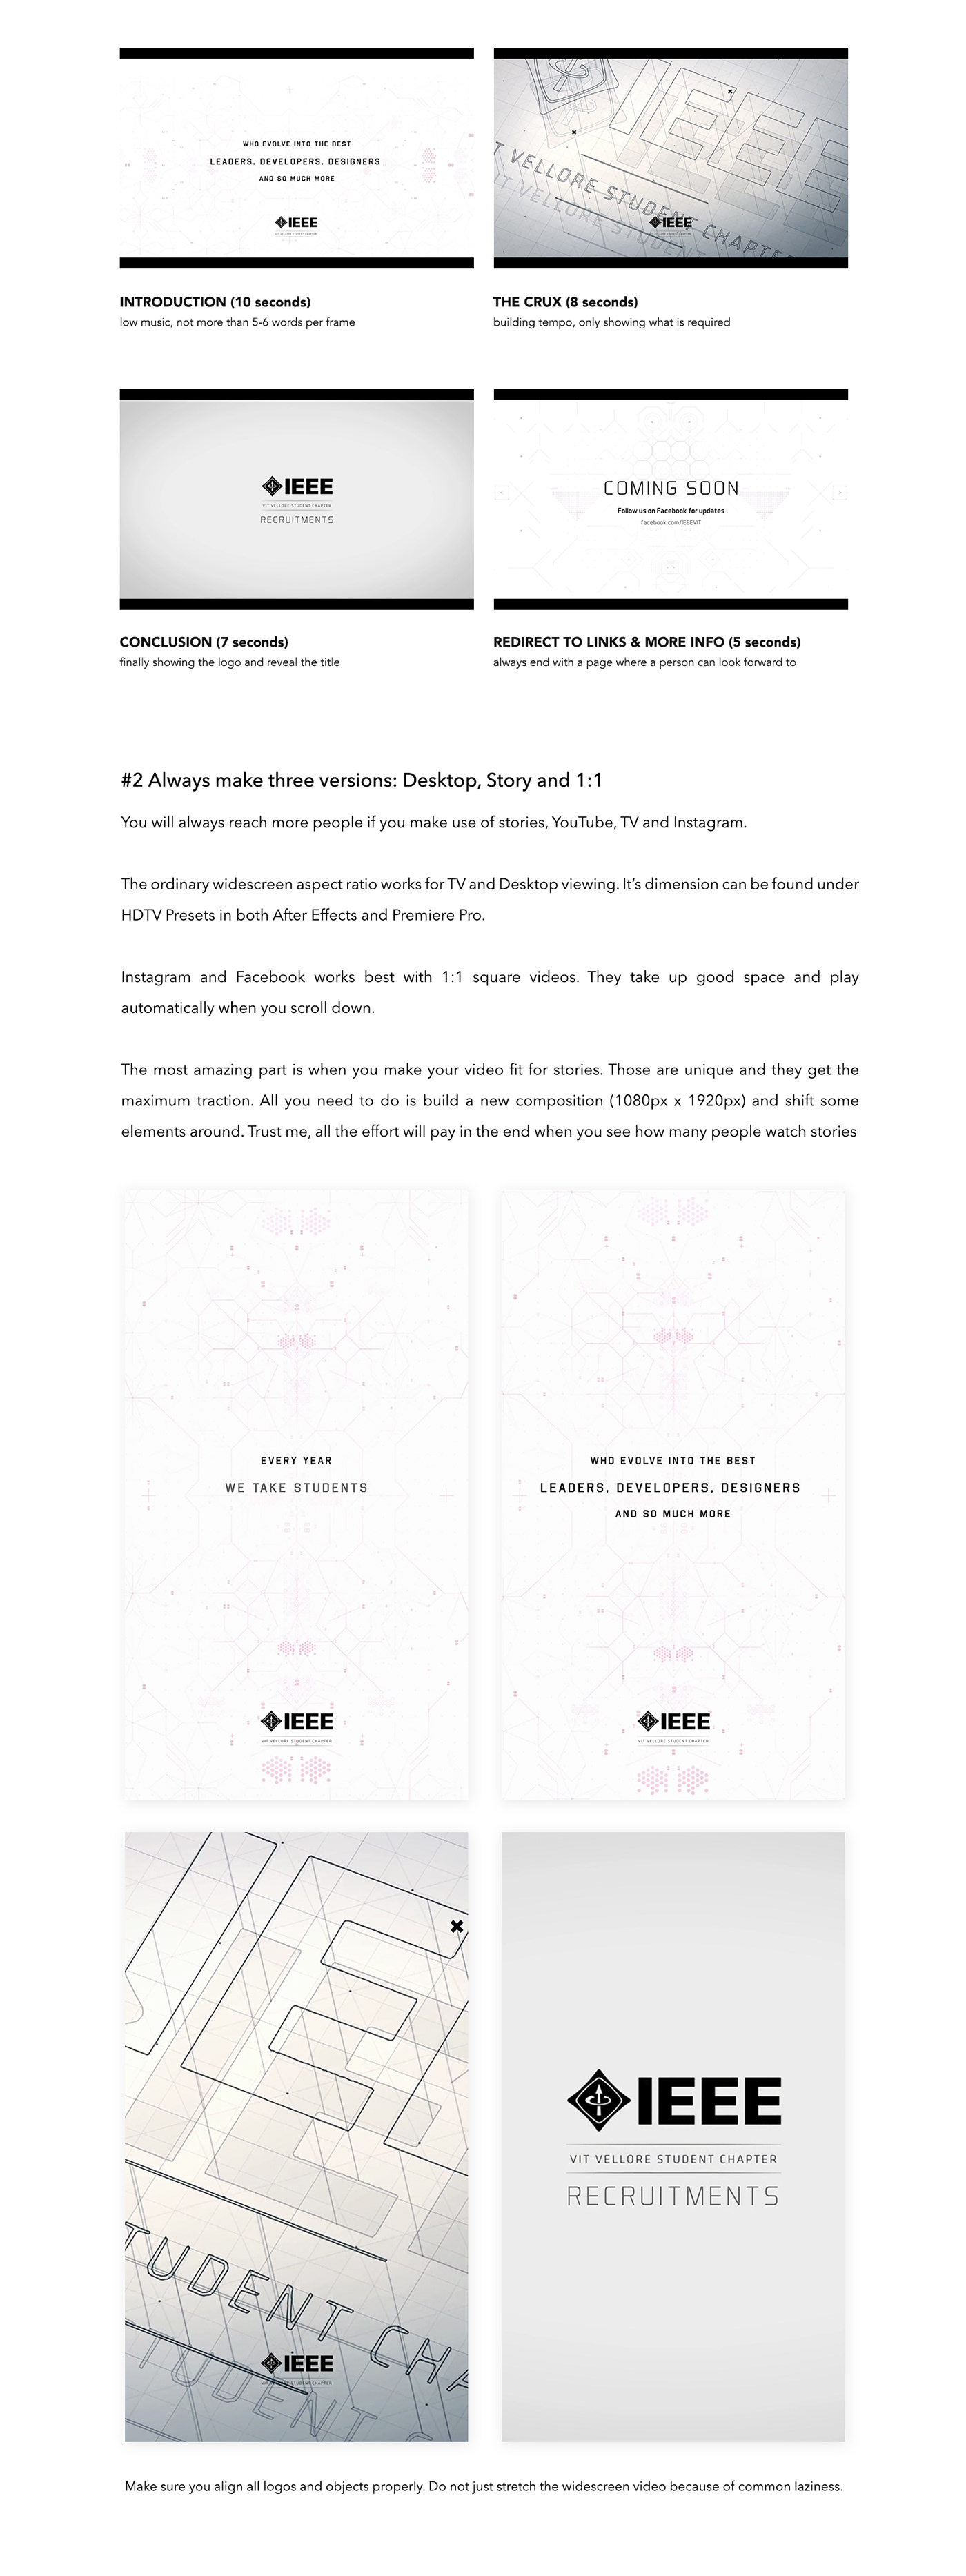 WHO EVOLVE INTO THE BEST
LEADERS, DEVELOPERS, DESIGNERS
AND SO MUCH MORE
IEEE
VIT VELLORE STUDENT CHAPTER
IEEE
T VELLORE STUDENT CHAPTER
IT VELLORE STUDENT
IEEE
INTRODUCTION (10 seconds)
low music, not more than 5-6 words per frame
THE CRUX (8 seconds)
building tempo, only showing what is required
IEEE
VIT VELLORE STUDENT CHAPTER
RECRUITMENTS
COMING SOON
Follow us on Facebook for updates
facebook.com/IEEEVIT
CONCLUSION (7 seconds)
finally showing the logo and reveal the title
REDIRECT TO LINKS & MORE INFO (5 seconds)
always end with a page where a person can look forward to
#2 Always make three versions: Desktop, Story and 1:1
You will always reach more people if you make use of stories, YouTube, TV and Instagram.
The ordinary widescreen aspect ratio works for TV and Desktop viewing. It's dimension can be found under
HDTV Presets in both After Effects and Premiere Pro.
Instagram and Facebook works best with 1:1 square videos. They take up good space and play
automatically when you scroll down.
The most amazing part is when you make your video fit for stories. Those are unique and they get the
maximum traction. All you need to do is build a new composition (1080px x 1920px) and shift some
elements around. Trust me, all the effort will pay in the end when you see how many people watch stories
EVERY YEAR
WE TAKE STUDENTS
IEEE
VIT VELLORE STUDENT CHAPTER
WHO EVOLVE INTO THE BEST
LEADERS, DEVELOPERS, DESIGNERS
AND SO MUCH MORE
IEEE
VIT VELLORE STUDENT CHAPTER
TUDENT CHA
IEEE
VIT VELLORE STUDENT CHAPTER
TUDENT C
IEEE
VIT VELLORE STUDENT CHAPTER
RECRUITMENTS
Make sure you align all logos and objects properly. Do not just stretch the widescreen video because of common laziness.